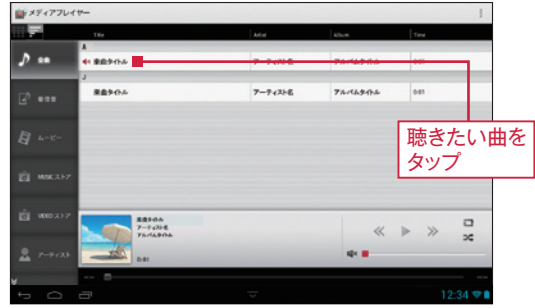 メディアプレイヤー
Title Artist Album Time
A
全曲
楽曲タイトル アーティスト名 アルバムタイトル 0:01
J
着信音
楽曲タイトル アーティスト名 アルバムタイトル 0:01
聴きたい曲を
タップ
ムービー
MUSIC ストア
VIDEO ストア
楽曲タイトル
アーティスト名
アルバムタイトル
0:01
アーティスト
12:34